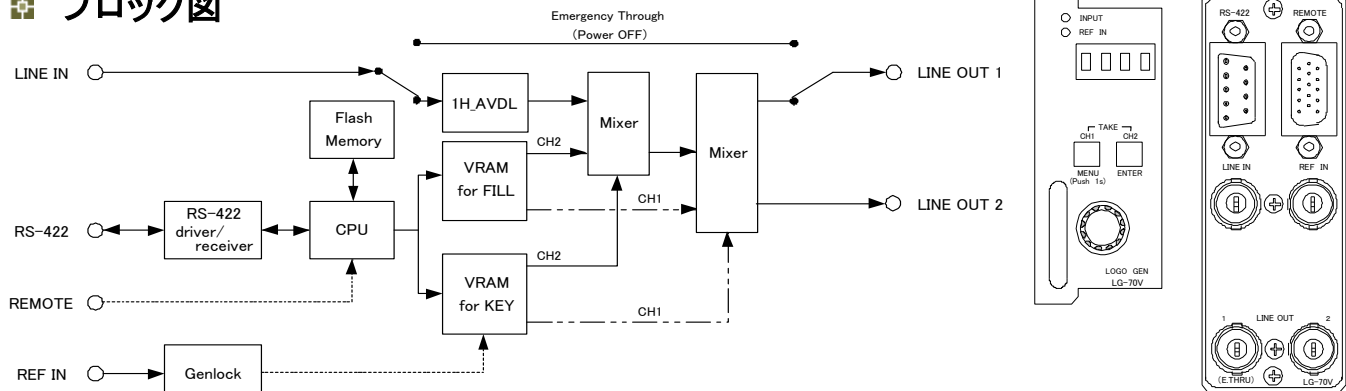 ブロック図
Emergency Through
(Power OFF)
LINE IN
1H_AVDL
Mixer
Mixer
LINE OUT 1
Flash
Memory
CH2
VRAM
for FILL
CH1
LINE OUT 2
RS-422
RS-422
driver/
receiver
CPU
CH2
VRAM
for KEY
CH1
REMOTE
REF IN
Genlock
INPUT
REF IN
TAKE
CH1
CH2
MENU
(Push 1s)
ENTER
LOGO GEN
LG-70V
RS-422
REMOTE
LINE IN
REF IN
1
LINE OUT
2
(E.THRU)
LG-70V